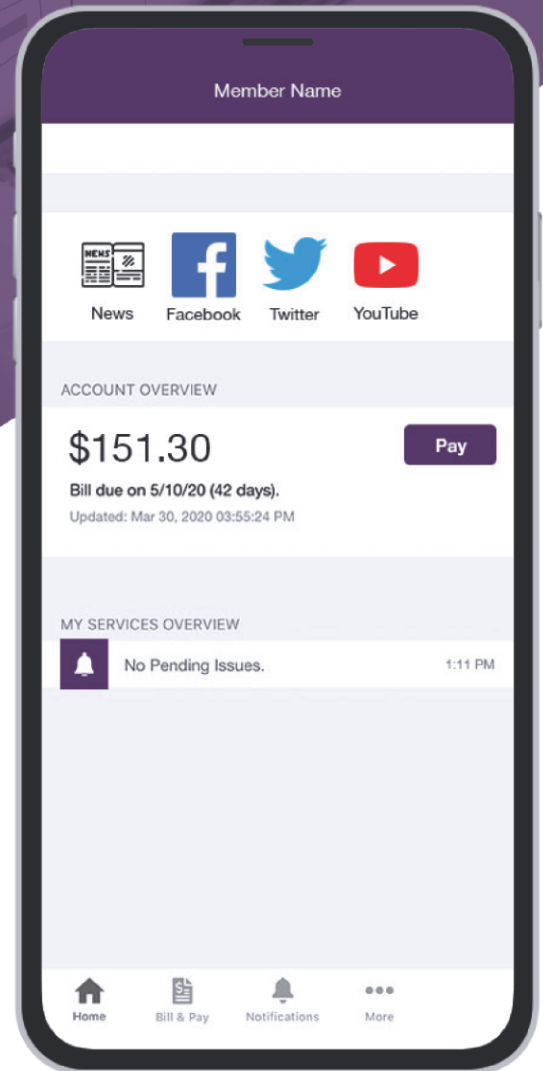 Member Name
NEWS
News Facebook Twitter YouTube
ACCOUNT OVERVIEW
$151.30
Pay
Bill due on 5/10/20 (42 days).
Updated: Mar 30, 2020 03:55:24 PM
MY SERVICES OVERVIEW
No Pending Issues. 1:11 PM
Home Bill & Pay Notifications More